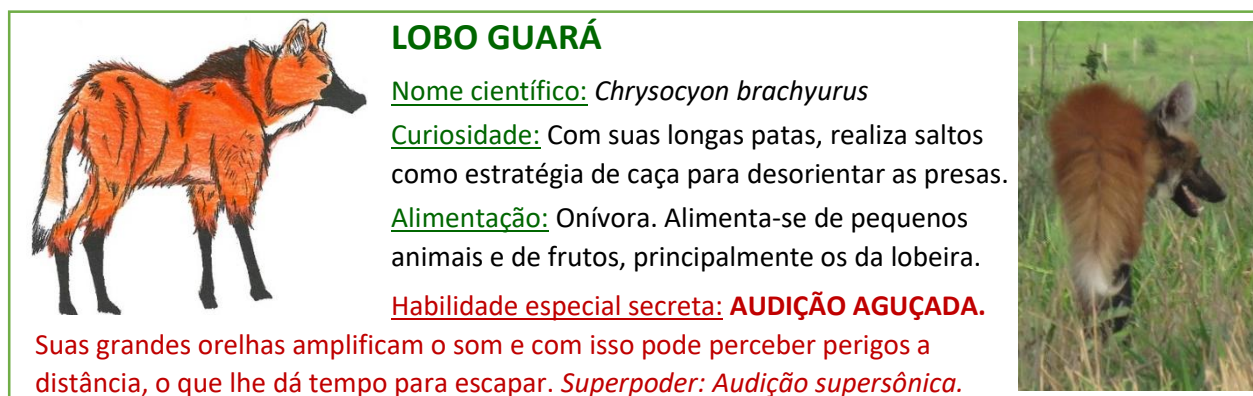 LOBO GUARÁ
Nome científico: Chrysocyon brachyurus
Curiosidade: Com suas longas patas, realiza saltos
como estratégia de caça para desorientar as presas.
Alimentação: Onívora. Alimenta-se de pequenos
animais e de frutos, principalmente os da lobeira.
Habilidade especial secreta: AUDIÇÃO AGUÇADA.
Suas grandes orelhas amplificam o som e com isso pode perceber perigos a
distância, o que lhe dá tempo para escapar. Superpoder: Audição supersônica.